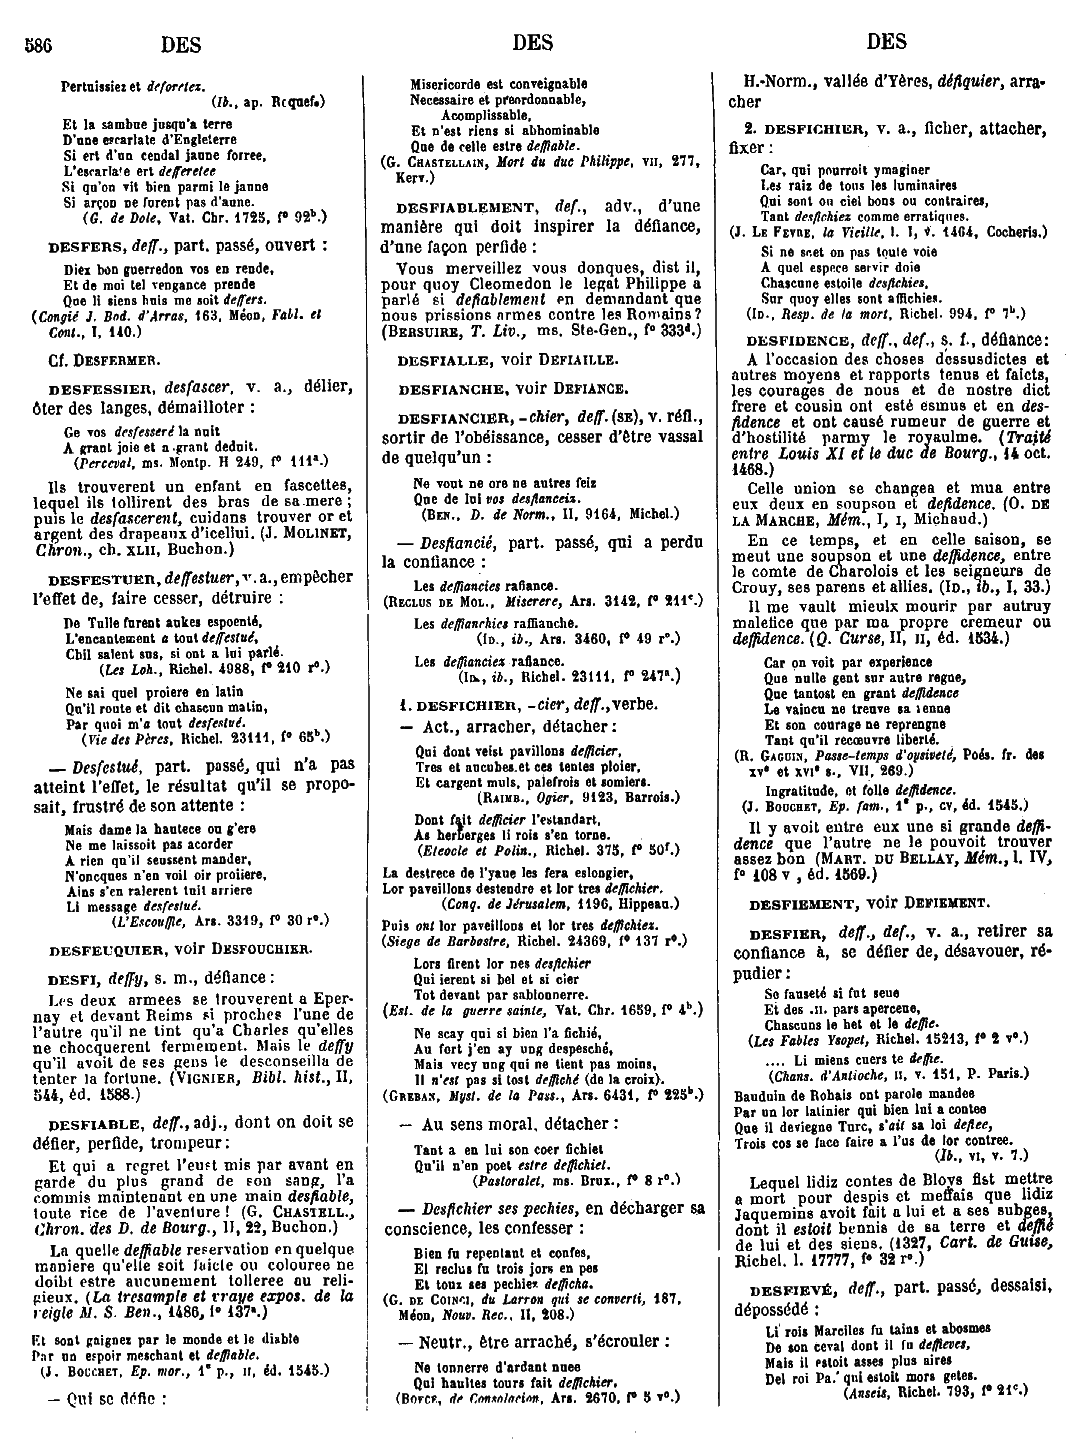 586 DES DES DES
Pertuissiez et deforetez.
(Ib., ap. Roquef.)
Et la sambue jusqu'a terre
D'une escarlate d'Engleterre
Si ert d'un cendal jaune forree,
L'escarlate ert defferetee
Si qu'on vit bien parmi le jaune
Si arçon ne furent pas d'aune.
(G. de Dole, Vat. Chr. 1725, f° 92ᵇ.)
DESFERS, deff., part. passé, ouvert :
Diex bon guerredon vos en rende,
Et de moi tel vengance prende
Que li siens huis me soit deffers.
(Congié J. Bod. d'Arras, 163, Méon, Fabl. et
Cont., I, 140.)
Cf. DESFERMER.
DESFESSIER, desfascer, v. a., délier,
ôter des langes, démailloter :
Ge vos desfesseré la nuit
A grant joie et a grant deduit.
(Perceval, ms. Montp. H 249, f° 111ᵃ.)
Ils trouverent un enfant en fascettes,
lequel ils tollirent des bras de sa mere ;
puis le desfascerent, cuidans trouver or et
argent des drapeaux d'icellui. (J. MOLINET,
Chron., ch. XLII, Buchon.)
DESFESTUER, deffestuer, v. a., empêcher
l'effet de, faire cesser, détruire :
De Tulle furent aukes espoenté,
L'encantement a tout deffestué,
Chil salent sus, si ont a lui parlé.
(Les Loh., Richel. 4988, f° 210 r°.)
Ne sai quel proiere en latin
Qu'il route et dit chascun matin,
Par quoi m'a tout desfestué.
(Vie des Pères, Richel. 23111, f° 65ᵇ.)
— Desfestué, part. passé, qui n'a pas
atteint l'effet, le résultat qu'il se propo-
sait, frustré de son attente :
Mais dame la hautece ou g'ere
Ne me laissoit pas acorder
A rien qu'il seussent mander,
N'oncques n'en voil oir proiiere,
Ains s'en ralerent tuit arriere
Li message desfestué.
(L'Escouffle, Ars. 3319, f° 30 r°.)
DESFEUQUIER, voir DESFOUCHIER.
DESFI, deffy, s. m., défiance :
Les deux armees se trouverent a Eper-
nay et devant Reims si proches l'une de
l'autre qu'il ne tint qu'a Charles qu'elles
ne chocquerent fermement. Mais le deffy
qu'il avoit de ses gens le desconseilla de
tenter la fortune. (VIGNIER, Bibl. hist., II,
544, éd. 1588.)
DESFIABLE, deff., adj., dont on doit se
défier, perfide, trompeur :
Et qui a regret l'eust mis par avant en
garde du plus grand de son sang, l'a
commis maintenant en une main desfiable,
toute rice de l'aventure ! (G. CHASTELL.,
Chron. des D. de Bourg., II, 22, Buchon.)
La quelle deffiable reservation en quelque
maniere qu'elle soit faicte ou colouree ne
doibt estre aucunement tolleree au reli-
gieux. (La tresample et vraye expos. de la
reigle M. S. Ben., 1486, f° 137ᵃ.)
Et sont gaignez par le monde et le diable
Par un espoir meschant et deffiable.
(J. BOUCHET, Ep. mor., 1ᵉ p., II, éd. 1545.)
— Qui se défie :
Misericorde est conveignable
Necessaire et preordonnable,
Acomplissable,
Et n'est riens si abhominable
Que de celle estre deffiable.
(G. CHASTELLAIN, Mort du duc Philippe, VII, 277,
Kerv.)
DESFIABLEMENT, def., adv., d'une
manière qui doit inspirer la défiance,
d'une façon perfide :
Vous merveillez vous donques, dist il,
pour quoy Cleomedon le legat Philippe a
parlé si defiablement en demandant que
nous prissions armes contre les Romains ?
(BERSUIRE, T. Liv., ms. Ste-Gen., f° 333ᵈ.)
DESFIALLE, voir DEFIAILLE.
DESFIANCHE, voir DEFIANCE.
DESFIANCIER, -chier, deff. (SE), v. réfl.,
sortir de l'obéissance, cesser d'être vassal
de quelqu'un :
Ne vout ne ore ne autres feiz
Que de lui vos desfianceiz.
(BEN., D. de Norm., II, 9164, Michel.)
— Desfiancié, part. passé, qui a perdu
la confiance :
Les deffiancies rafiance.
(RECLUS DE MOL., Miserere, Ars. 3142, f° 211ᶜ.)
Les deffianchies raffianche.
(ID., ib., Ars. 3460, f° 49 r°.)
Les deffianciez rafiance.
(ID., ib., Richel. 23111, f° 247ᵃ.)
1. DESFICHIER, -cier, deff., verbe.
— Act., arracher, détacher :
Qui dont veist pavillons defficier,
Tres et aucubes et ces tentes ploier,
Et cargent muls, palefrois et somiers.
(RAIMB., Ogier, 9123, Barrois.)
Dont fait defficier l'estandart,
As herberges li rois s'en torne.
(Eteocle et Polin., Richel. 375, f° 50ᶠ.)
La destrece de l'yaue les fera eslongier,
Lor paveillons destendre et lor tres deffichier.
(Conq. de Jérusalem, 1196, Hippeau.)
Puis ont lor paveillons et lor tres deffichiez.
(Siege de Barbastre, Richel. 24369, f° 137 r°.)
Lors firent lor nes desfichier
Qui ierent si bel et si cier
Tot devant par sablonnerre.
(Est. de la guerre sainte, Vat. Chr. 1659, f° 4ᵇ.)
Ne scay qui si bien l'a fichié,
Au fort j'en ay ung despesché,
Mais vecy ung qui ne tient pas moins,
Il n'est pas si tost deffiché (de la croix).
(GREBAN, Myst. de la Pass., Ars. 6431, f° 225ᵇ.)
— Au sens moral, détacher :
Tant a en lui son cœr fichiet
Qu'il n'en poet estre deffichiet.
(Pastoralet, ms. Brux., f° 8 r°.)
— Desfichier ses pechies, en décharger sa
conscience, les confesser :
Bien fu repentant et confes,
El reclus fu trois jors en pes
Et touz ses pechiez defficha.
(G. DE COINCI, du Larron qui se converti, 187,
Méon, Nouv. Rec., II, 208.)
— Neutr., être arraché, s'écrouler :
Ne tonnerre d'ardant nuee
Qui haultes tours fait deffichier.
(BOECE, de Consolacion, Ars. 2670, f° 5 v°.)
H.-Norm., vallée d'Yères, défiquier, arra-
cher
2. DESFICHIER, v. a., ficher, attacher,
fixer :
Car, qui pourroit ymaginer
Les raiz de tous les luminaires
Qui sont ou ciel bons ou contraires,
Tant desfichiez comme erratiques.
(J. LE FEVRE, la Vieille, l. I, v. 1464, Cocheris.)
Si ne scet on pas toute voie
A quel espece servir doie
Chascune estoile desfichies,
Sur quoy elles sont affichies.
(ID., Resp. de la mort, Richel. 994, f° 7ᵇ.)
DESFIDENCE, deff., def., s. f., défiance :
A l'occasion des choses dessusdictes et
autres moyens et rapports tenus et faicts,
les courages de nous et de nostre dict
frere et cousin ont esté esmus et en des-
fidence et ont causé rumeur de guerre et
d'hostilité parmy le royaulme. (Traité
entre Louis XI et le duc de Bourg., 14 oct.
1468.)
Celle union se changea et mua entre
eux deux en soupson et defidence. (O. DE
LA MARCHE, Mém., I, I, Michaud.)
En ce temps, et en celle saison, se
meut une soupson et une deffidence, entre
le comte de Charolois et les seigneurs de
Crouy, ses parens et allies. (ID., ib., I, 33.)
Il me vault mieulx mourir par autruy
malefice que par ma propre cremeur ou
deffidence. (Q. Curse, II, II, éd. 1534.)
Car on voit par experience
Que nulle gent sur autre regne,
Que tantost en grant deffidence
Le vaincu ne treuve sa renne
Et son courage ne reprengne
Tant qu'il recœuvre liberté.
(R. GAGUIN, Passe-temps d'oysiveté, Poés. fr. des
XVᵉ et XVIᵉ s., VII, 269.)
Ingratitude, et folle deffidence.
(J. BOUCHET, Ep. fam., 1ᵉ p., CV, éd. 1545.)
Il y avoit entre eux une si grande deffi-
dence que l'autre ne le pouvoit trouver
assez bon (MART. DU BELLAY, Mém., l. IV,
f° 108 v , éd. 1569.)
DESFIEMENT, voir DEFIEMENT.
DESFIER, deff., def., v. a., retirer sa
confiance à, se défier de, désavouer, ré-
pudier :
So fauseté si fut seue
Et des .II. pars apercene,
Chascuns le het et le deffie.
(Les Fables Ysopet, Richel. 15213, f° 2 v°.)
.... Li miens cuers te deffie.
(Chans. d'Antioche, II, v. 151, P. Paris.)
Bauduin de Rohais ont parole mandee
Par un lor latinier qui bien lui a contee
Que il deviegne Turc, s'ait sa loi defiee,
Trois cos se face faire a l'us de lor contree.
(Ib., VI, v. 7.)
Lequel lidiz contes de Bloys fist mettre
a mort pour despis et meffais que lidiz
Jaquemins avoit fait a lui et a ses subges,
dont il estoit bennis de sa terre et deffié
de lui et des siens. (1327, Cart. de Guise,
Richel. l. 17777, f° 32 r°.)
DESFIEVÉ, deff., part. passé, dessaisi,
dépossédé :
Li rois Marciles fu tains et abosmes
De son ceval dont il fu deffieves,
Mais il estoit asses plus aires
Del roi Pa.' qui estoit mors getes.
(Anseis, Richel. 793, f° 21ᶜ.)